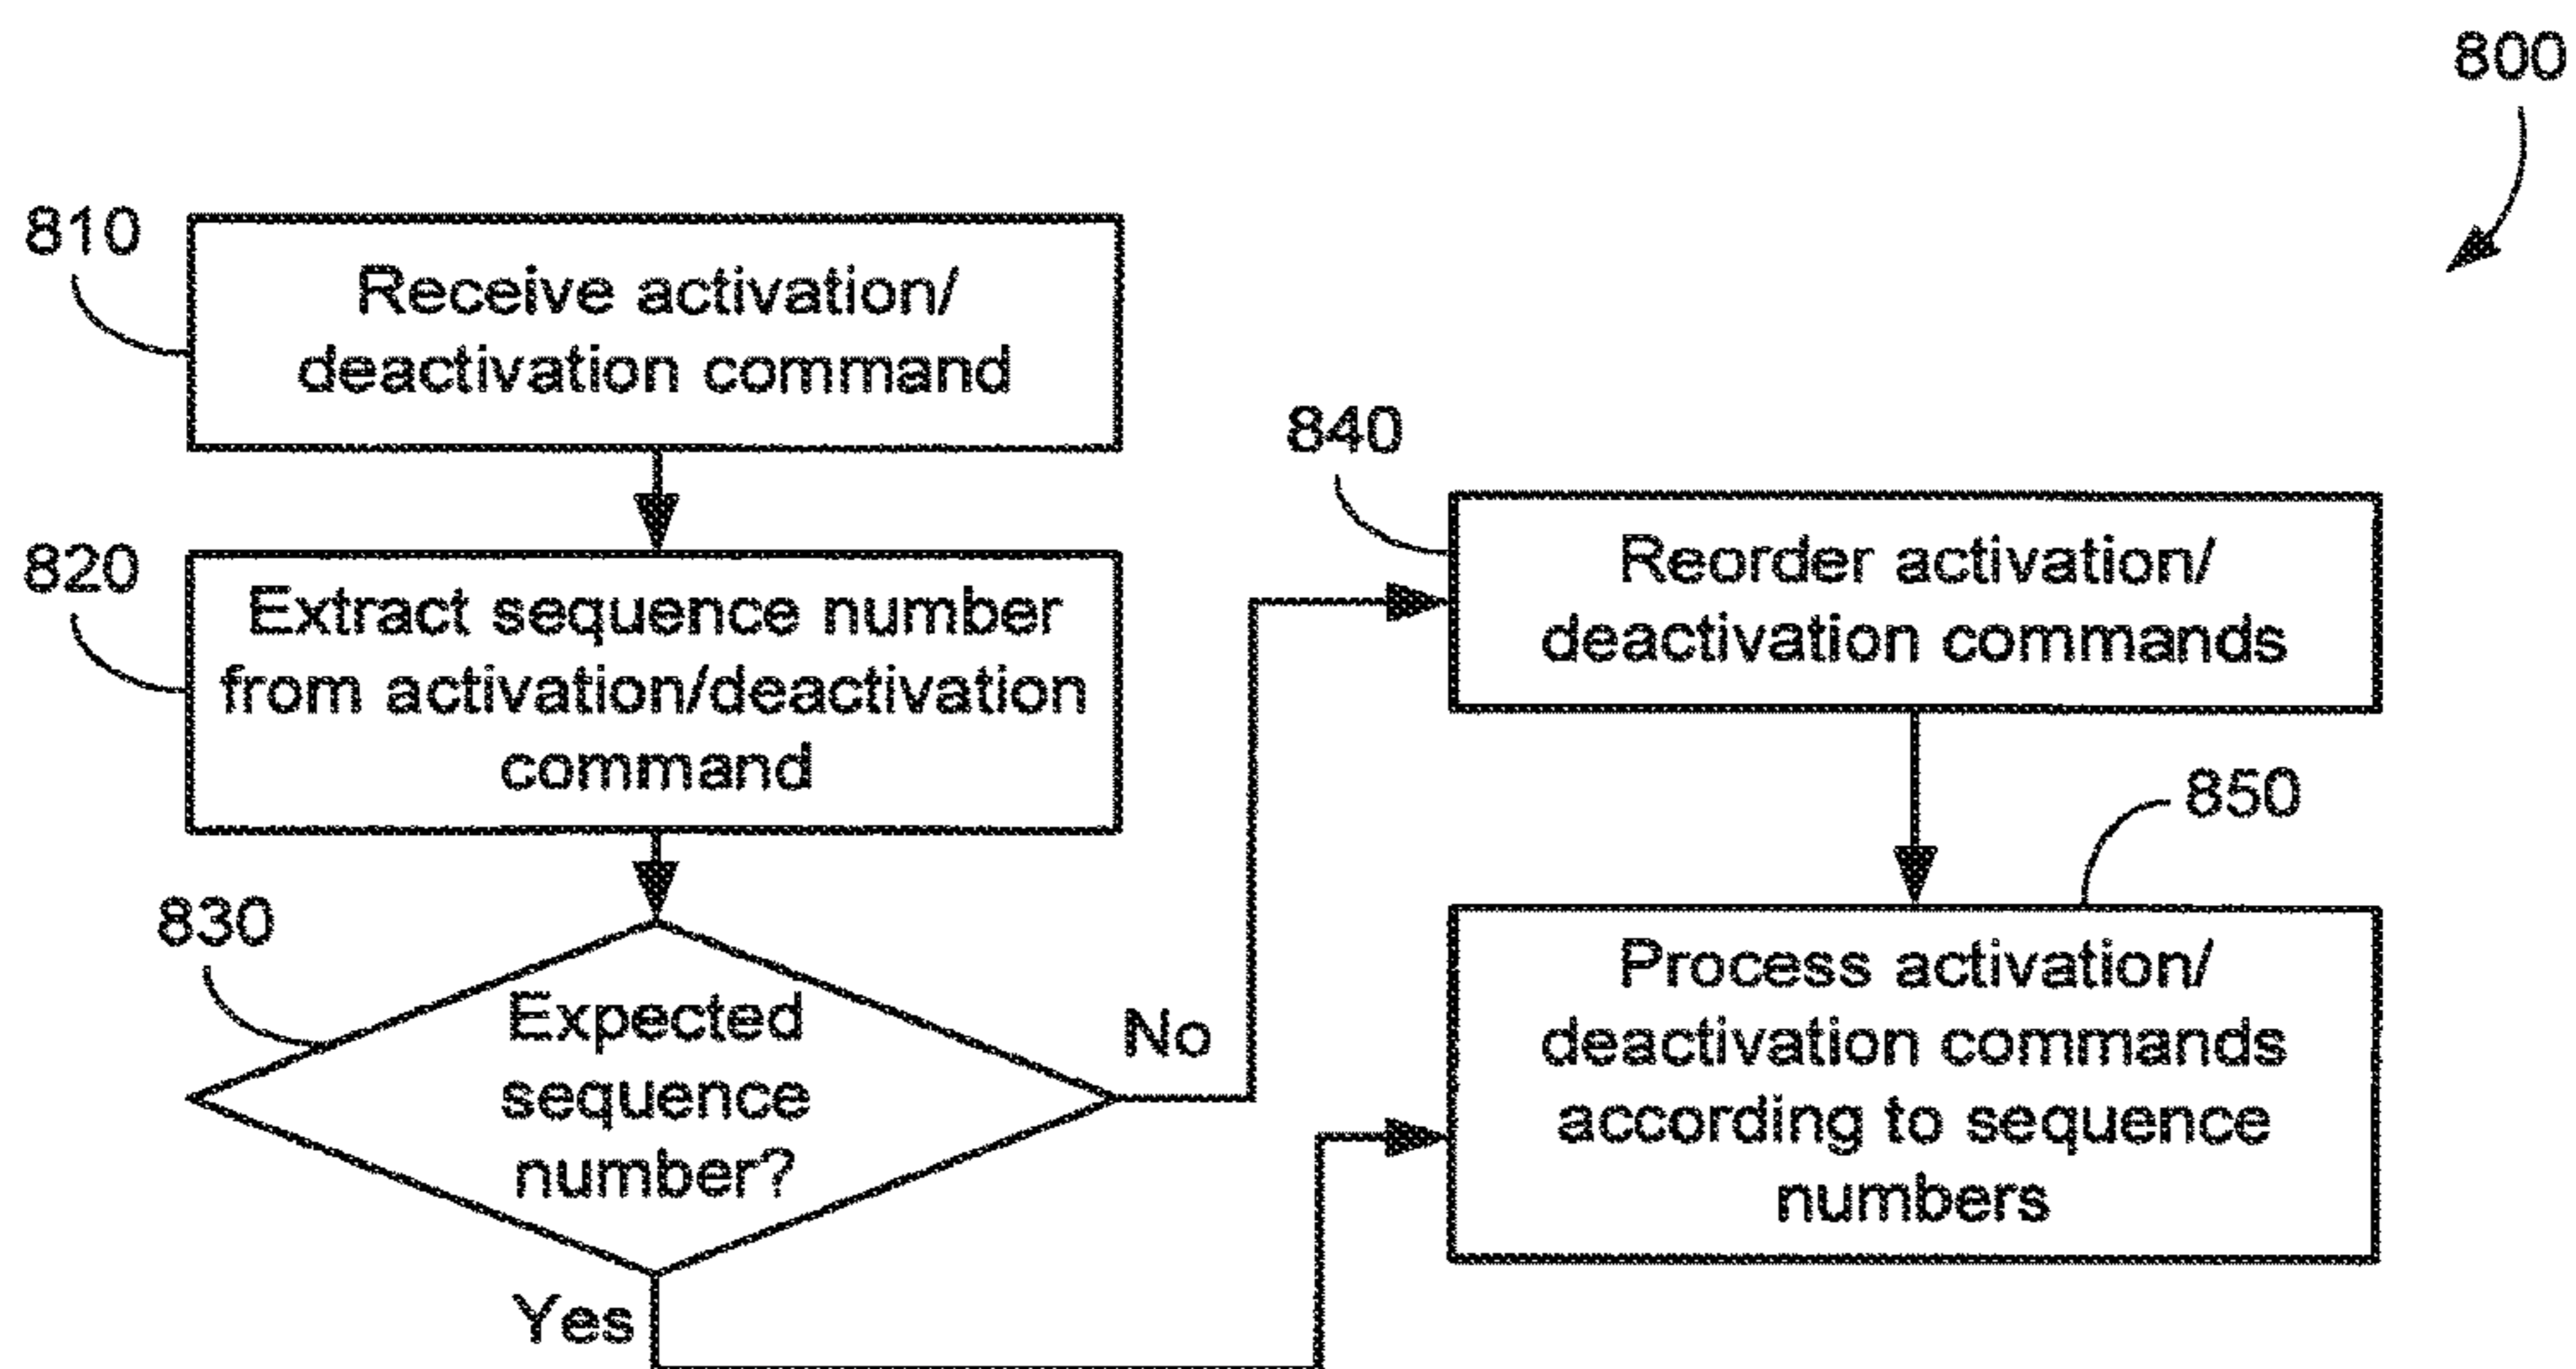 800
810
Receive activation/
deactivation command
820
Extract sequence number
from activation/deactivation
command
830
Expected
sequence
number?
No
Yes
840
Reorder activation/
deactivation commands
850
Process activation/
deactivation commands
according to sequence
numbers